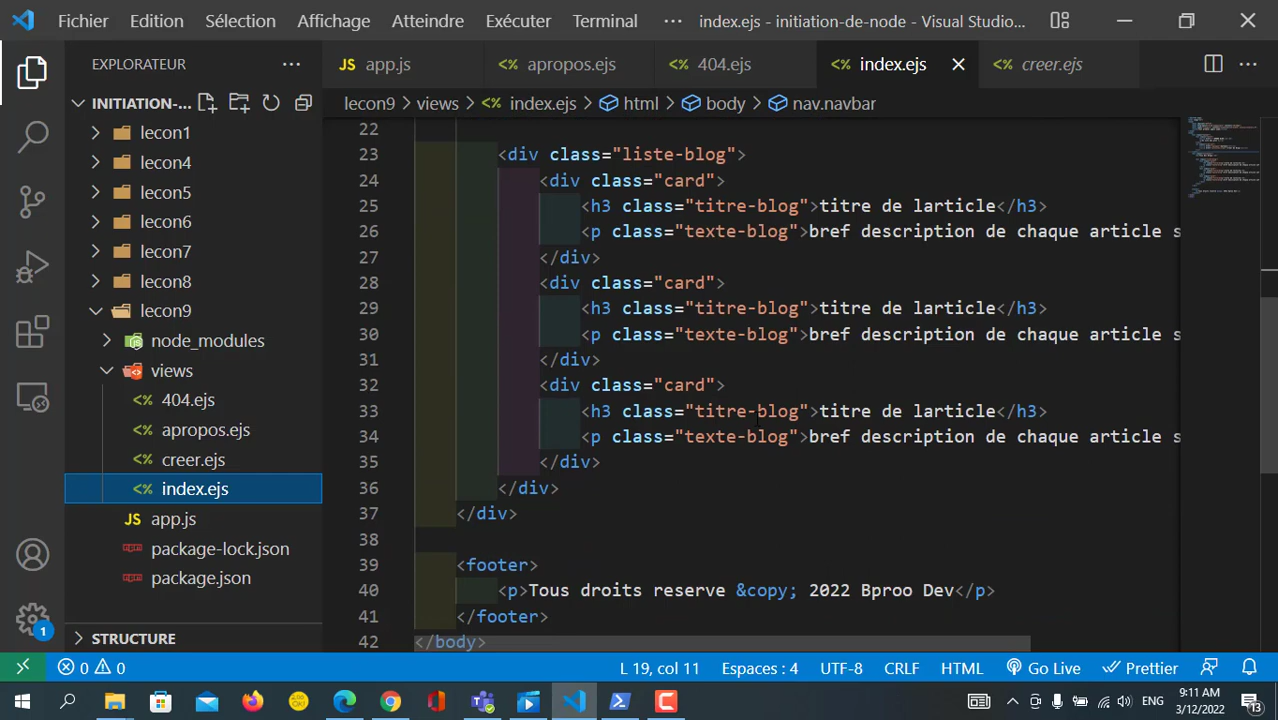 Fichier Edition Sélection Affichage Atteindre Exécuter Terminal ··· index.ejs - initiation-de-node - Visual Studio...
EXPLORATEUR ···
JS app.js <%> apropos.ejs <%> 404.ejs <%> index.ejs <%> creer.ejs ···
INITIATION-...
lecon9 > views > <%> index.ejs > html > body > nav.navbar
lecon1
lecon4
lecon5
lecon6
lecon7
lecon8
lecon9
node_modules
views
<%> 404.ejs
<%> apropos.ejs
<%> creer.ejs
<%> index.ejs
JS app.js
package-lock.json
package.json
STRUCTURE
22
23 <div class="liste-blog">
24 <div class="card">
25 <h3 class="titre-blog">titre de larticle</h3>
26 <p class="texte-blog">bref description de chaque article s
27 </div>
28 <div class="card">
29 <h3 class="titre-blog">titre de larticle</h3>
30 <p class="texte-blog">bref description de chaque article s
31 </div>
32 <div class="card">
33 <h3 class="titre-blog">titre de larticle</h3>
34 <p class="texte-blog">bref description de chaque article s
35 </div>
36 </div>
37 </div>
38
39 <footer>
40 <p>Tous droits reserve &copy; 2022 Bproo Dev</p>
41 </footer>
42 </body>
1
0 0 L 19, col 11 Espaces : 4 UTF-8 CRLF HTML Go Live Prettier
ENG 9:11 AM
3/12/2022 13